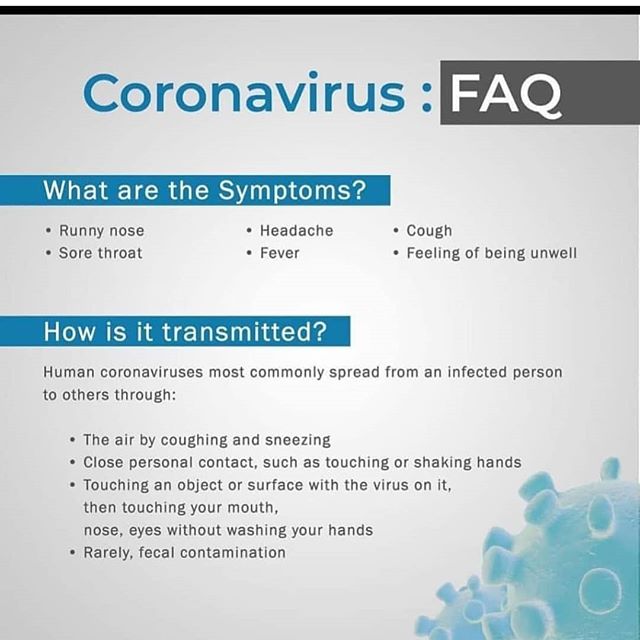 Coronavirus : FAQ
What are the Symptoms?
• Runny nose • Headache • Cough
• Sore throat • Fever • Feeling of being unwell
How is it transmitted?
Human coronaviruses most commonly spread from an infected person
to others through:
• The air by coughing and sneezing
• Close personal contact, such as touching or shaking hands
• Touching an object or surface with the virus on it,
then touching your mouth,
nose, eyes without washing your hands
• Rarely, fecal contamination